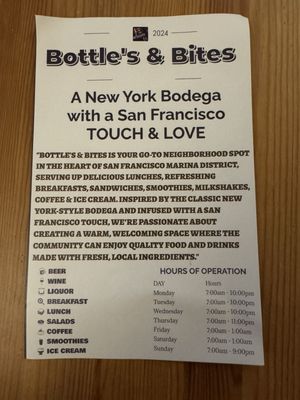 2024
Bottle's & Bites
A New York Bodega
with a San Francisco
TOUCH & LOVE
"BOTTLE'S & BITES IS YOUR GO-TO NEIGHBORHOOD SPOT
IN THE HEART OF SAN FRANCISCO MARINA DISTRICT,
SERVING UP DELICIOUS LUNCHES, REFRESHING
BREAKFASTS, SANDWICHES, SMOOTHIES, MILKSHAKES,
COFFEE & ICE CREAM. INSPIRED BY THE CLASSIC NEW
YORK-STYLE BODEGA AND INFUSED WITH A SAN
FRANCISCO TOUCH, WE'RE PASSIONATE ABOUT
CREATING A WARM, WELCOMING SPACE WHERE THE
COMMUNITY CAN ENJOY QUALITY FOOD AND DRINKS
MADE WITH FRESH, LOCAL INGREDIENTS."
BEER
WINE
LIQUOR
BREAKFAST
LUNCH
SALADS
COFFEE
SMOOTHIES
ICE CREAM
HOURS OF OPERATION
DAY Hours
Monday 7:00am - 10:00pm
Tuesday 7:00am - 10:00pm
Wednesday 7:00am - 10:00pm
Thursday 7:00am - 11:00pm
Friday 7:00am - 1:00am
Saturday 7:00am - 1:00am
Sunday 7:00am - 9:00pm